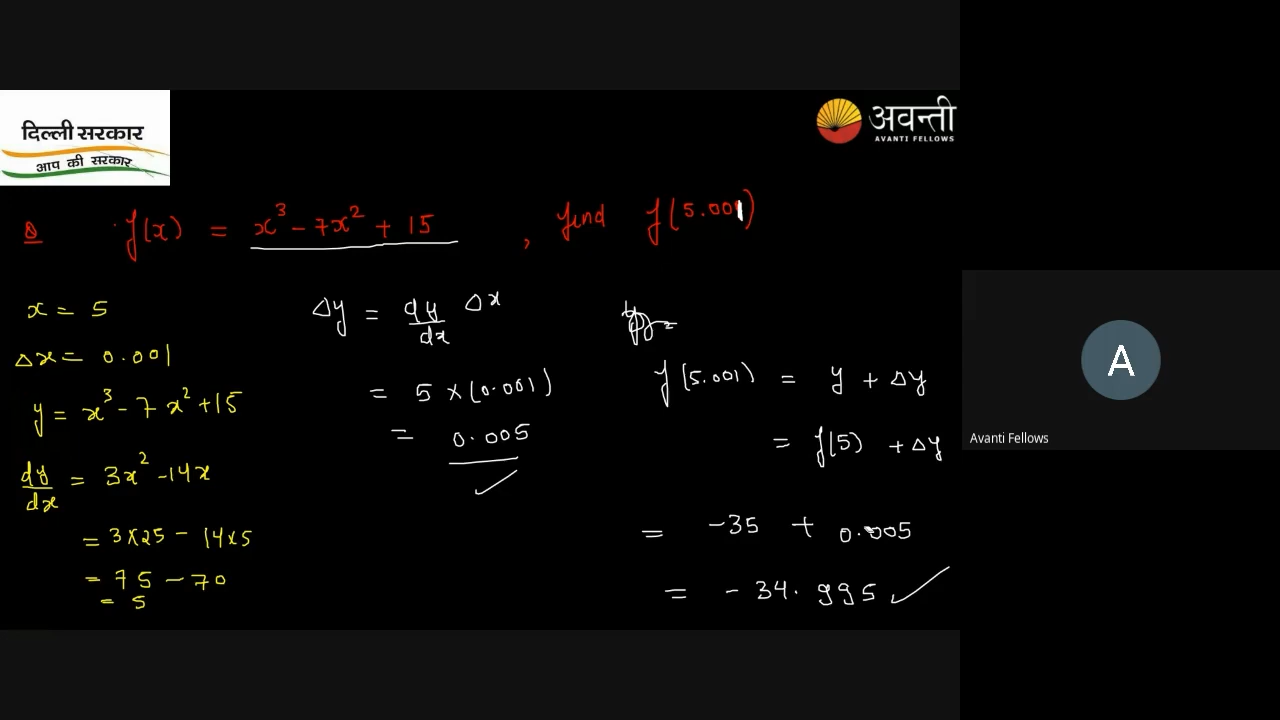 दिल्ली सरकार
आप की सरकार
अवन्ती
AVANTI FELLOWS
Q f(x) = x³ - 7x² + 15 , find f(5.001)
x = 5
Δx = 0.001
y = x³ - 7x² + 15
dy/dx = 3x² - 14x
= 3×25 - 14×5
= 75 - 70
= 5
Δy = dy/dx Δx
= 5 × (0.001)
= 0.005
f(5.001) = y + Δy
= f(5) + Δy
= -35 + 0.005
= -34.995
A
Avanti Fellows